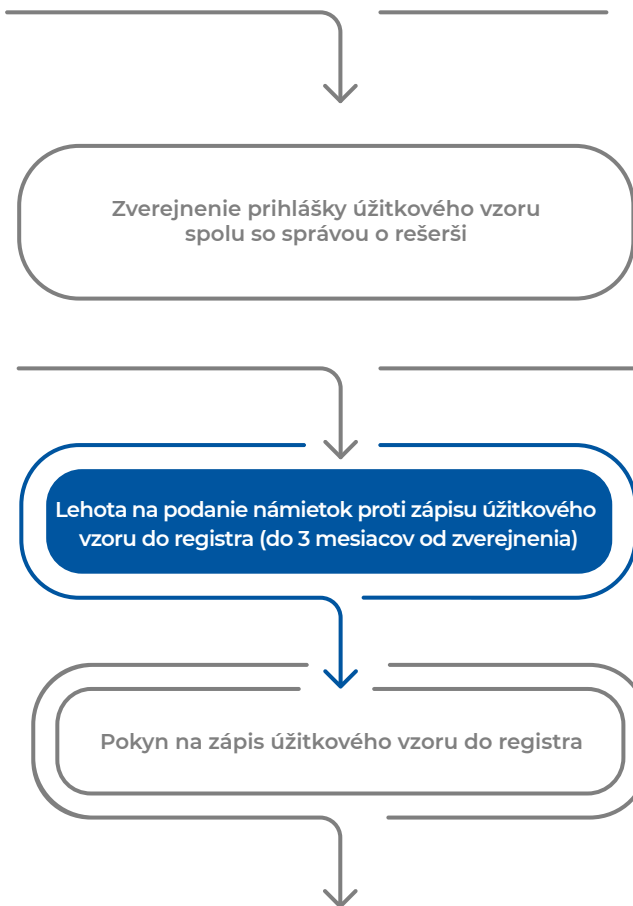 Zverejnenie prihlášky úžitkového vzoru
spolu so správou o rešerši
Lehota na podanie námietok proti zápisu úžitkového
vzoru do registra (do 3 mesiacov od zverejnenia)
Pokyn na zápis úžitkového vzoru do registra